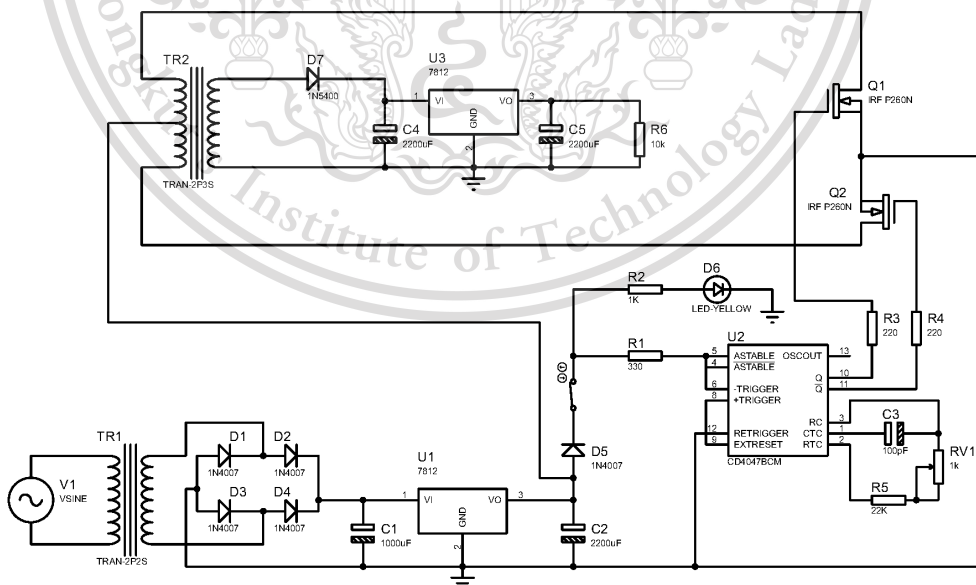 ongk
Institute of Technology Lad
TR2
TRAN-2P3S
D7
1N5400
C4
2200uF
U3
7812
1
VI
VO
3
GND
2
C5
2200uF
R6
10k
Q1
IRF P260N
Q2
IRF P260N
R2
1K
D6
LED-YELLOW
R1
330
R3
220
R4
220
U2
5
ASTABLE
OSCOUT
13
4
ASTABLE
6
-TRIGGER
Q
10
8
+TRIGGER
Q
11
RC
3
12
RETRIGGER
CTC
1
9
EXTRESET
RTC
2
CD4047BCM
C3
100pF
RV1
1k
R5
22K
D5
1N4007
V1
VSINE
TR1
TRAN-2P2S
D1
1N4007
D2
1N4007
D3
1N4007
D4
1N4007
C1
1000uF
U1
7812
1
VI
VO
3
GND
2
C2
2200uF